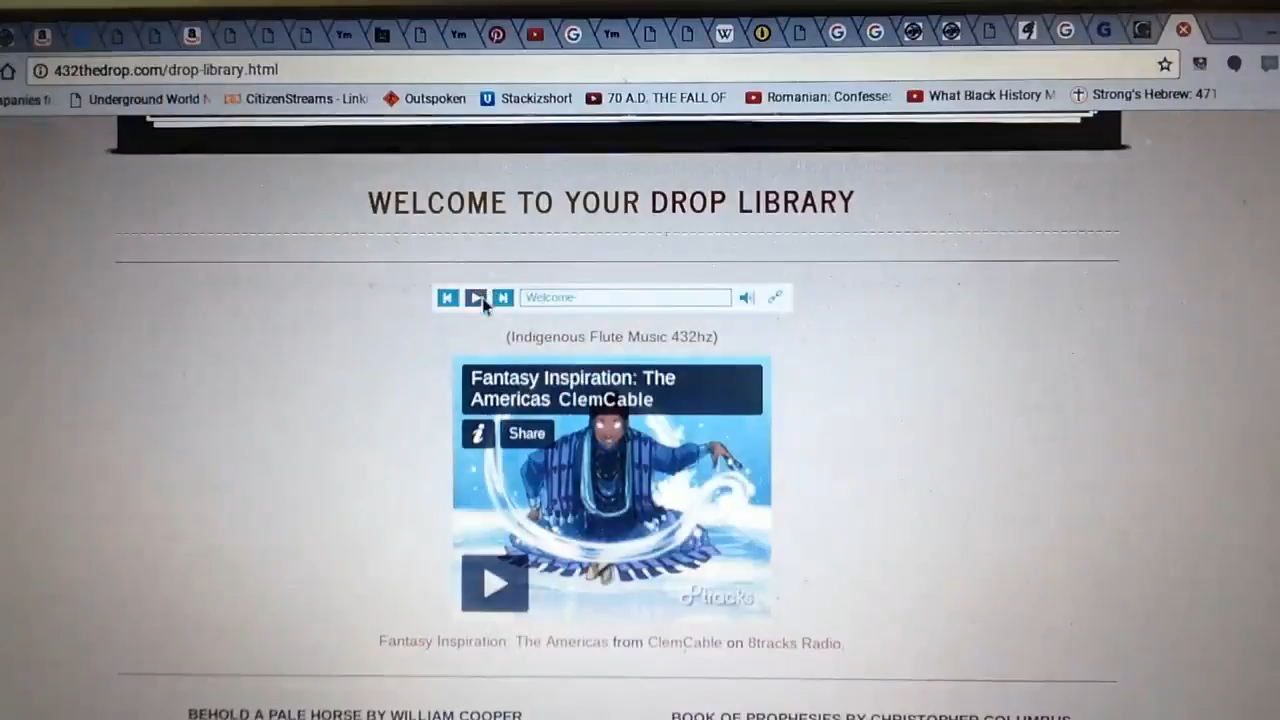 Ym
Ym
Ym
W
G
G
G
G
G
432thedrop.com/drop-library.html
Underground World N
CitizenStreams - Link
Outspoken
Stackizshort
70 A.D. THE FALL OF
Romanian: Confesse
What Black History M
Strong's Hebrew: 471
WELCOME TO YOUR DROP LIBRARY
Welcome-
(Indigenous Flute Music 432hz)
Fantasy Inspiration: The
Americas ClemCable
i Share
8tracks
Fantasy Inspiration: The Americas from ClemCable on 8tracks Radio.
BEHOLD A PALE HORSE BY WILLIAM COOPER
BOOK OF PROPHESIES BY CHRISTOPHER COLUMBUS